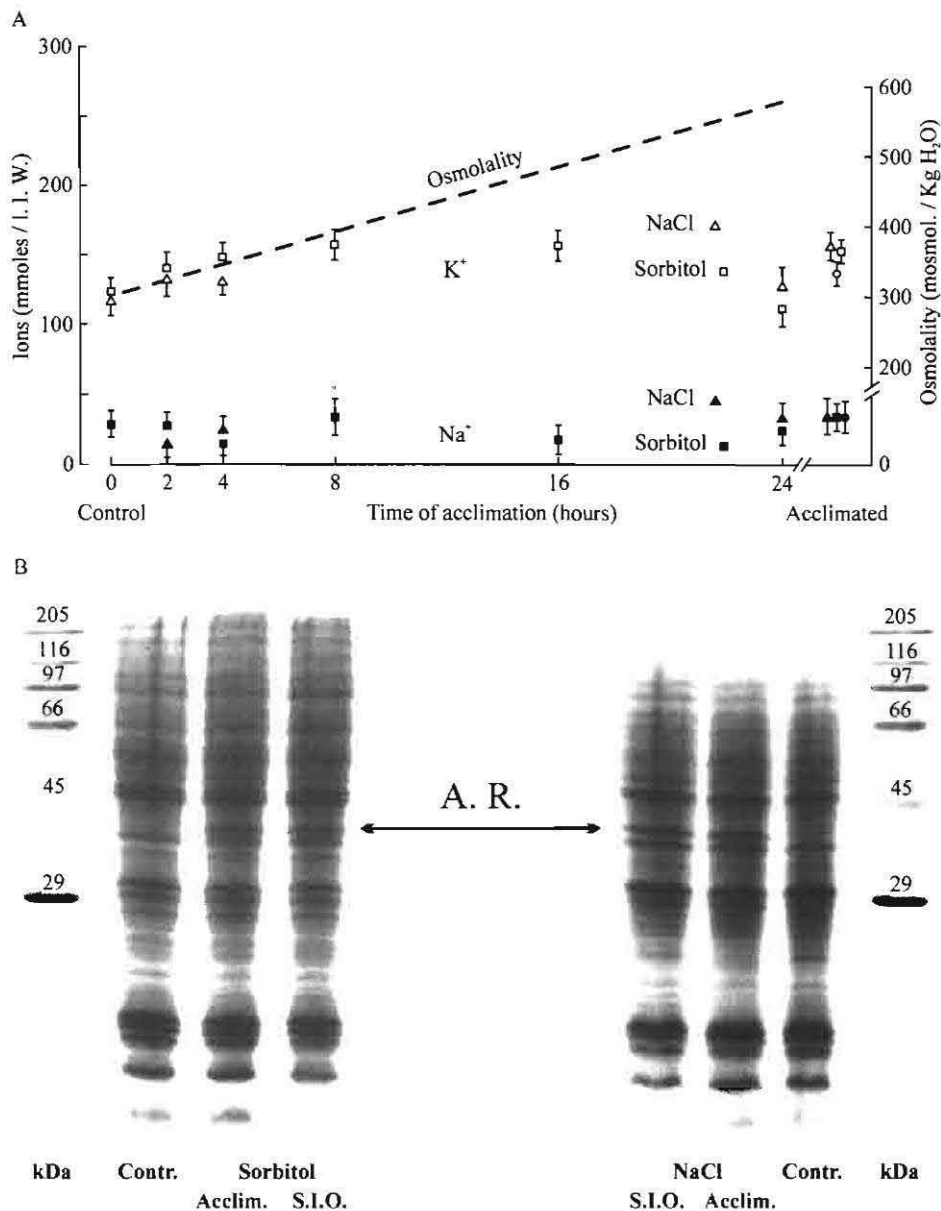 A
300
200
100
0
Ions (mmoles / l. I. W.)
Osmolality
K⁺
Na⁺
NaCl
Sorbitol
NaCl
Sorbitol
600
500
400
300
200
0
Osmolality (mosmol. / Kg H₂O)
0 2 4 8 16 24
Control Time of acclimation (hours) Acclimated
B
205
116
97
66
45
29
A. R.
205
116
97
66
45
29
kDa Contr. Sorbitol NaCl Contr. kDa
Acclim. S.I.O. S.I.O. Acclim.